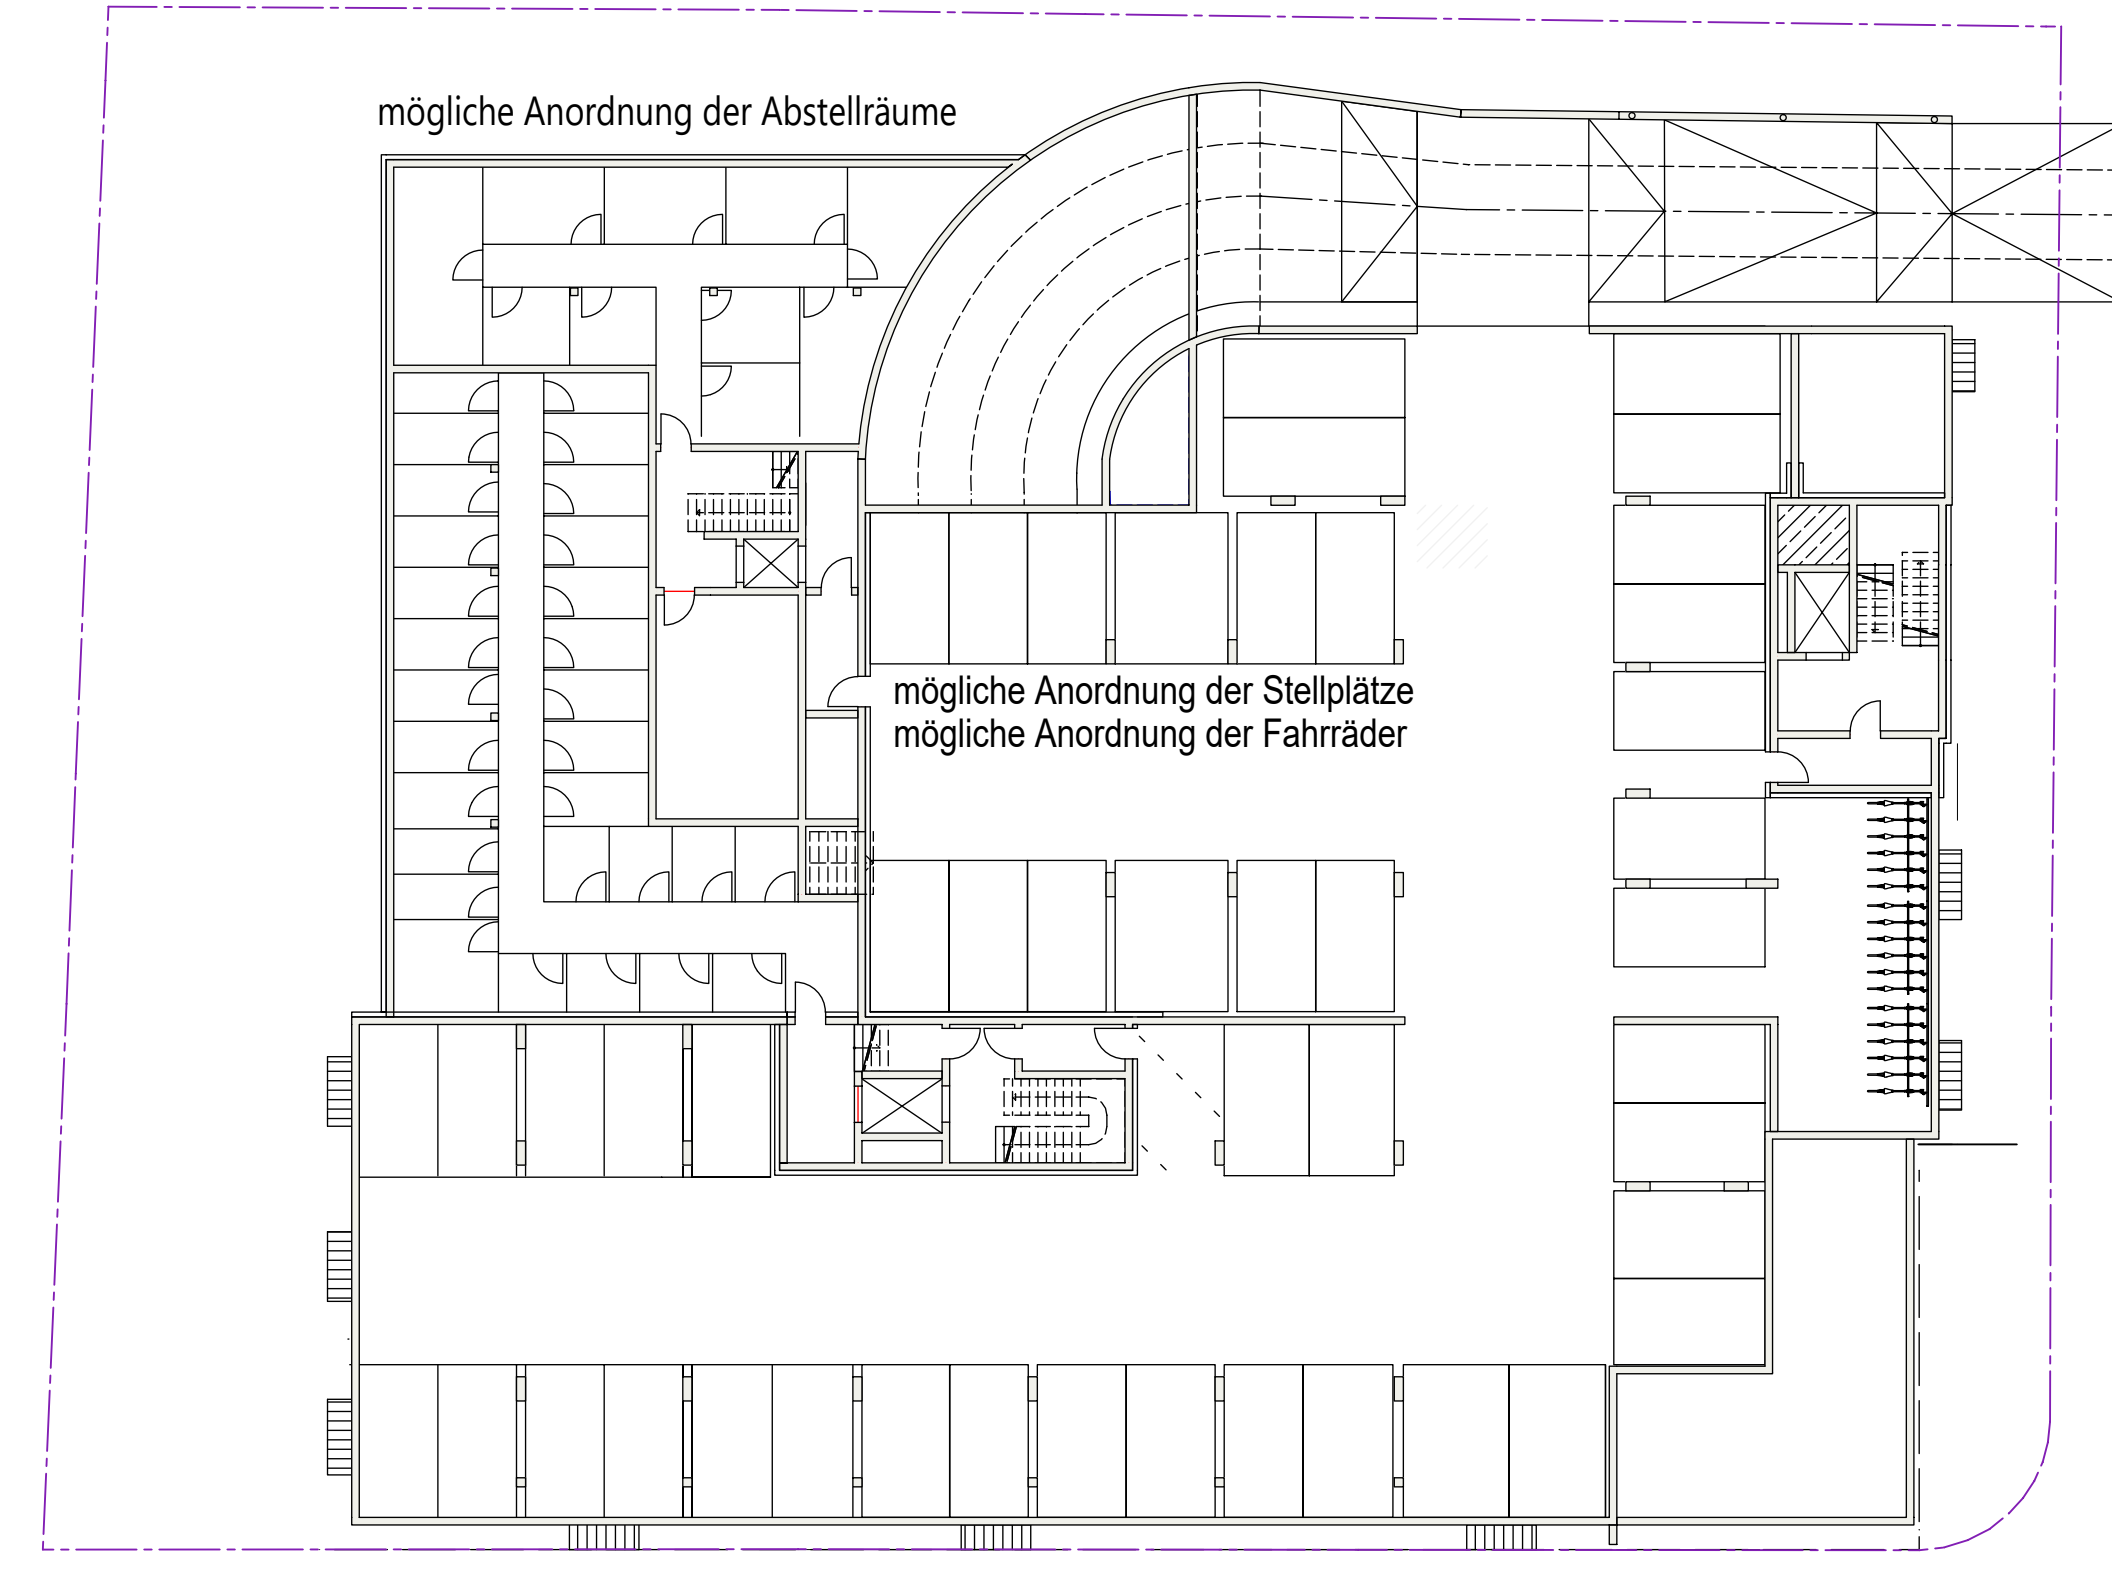 mögliche Anordnung der Abstellräume
mögliche Anordnung der Stellplätze
mögliche Anordnung der Fahrräder